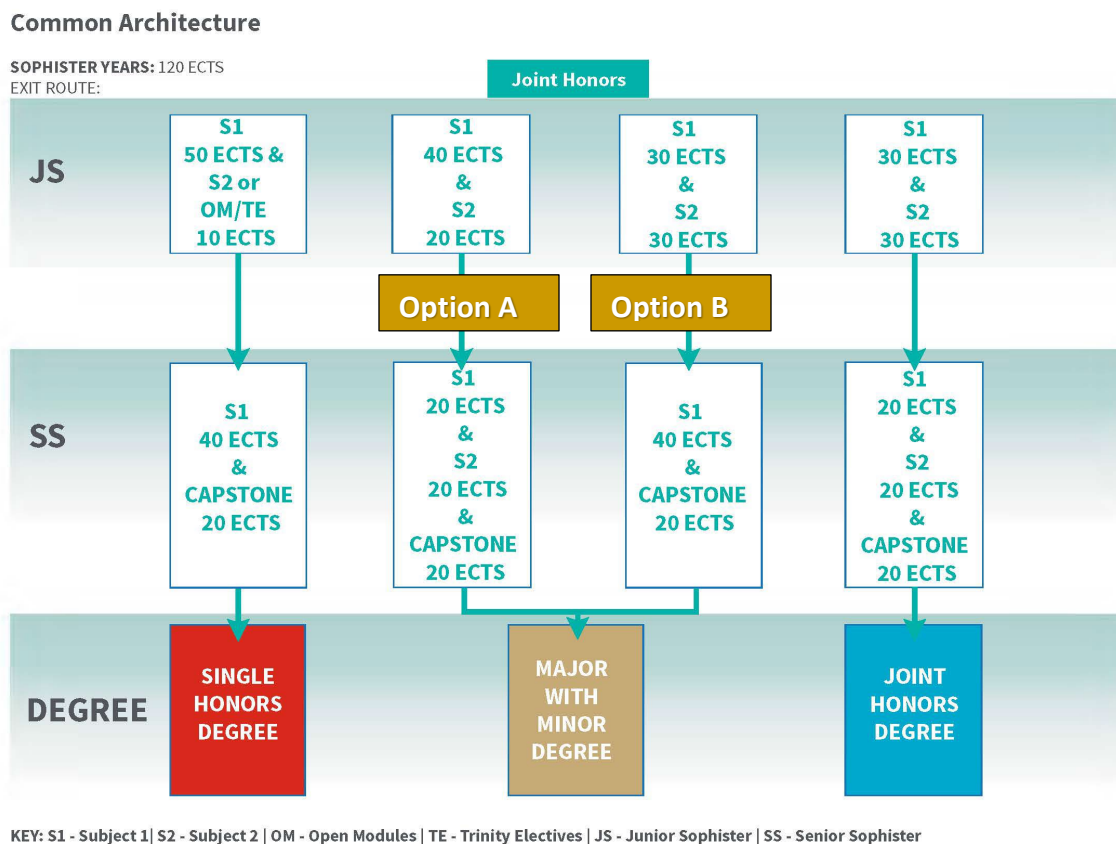 Common Architecture
SOPHISTER YEARS: 120 ECTS
EXIT ROUTE:
Joint Honors
JS
S1
50 ECTS &
S2 or
OM/TE
10 ECTS
S1
40 ECTS
&
S2
20 ECTS
S1
30 ECTS
&
S2
30 ECTS
S1
30 ECTS
&
S2
30 ECTS
Option A
Option B
SS
S1
40 ECTS
&
CAPSTONE
20 ECTS
S1
20 ECTS
&
S2
20 ECTS
&
CAPSTONE
20 ECTS
S1
40 ECTS
&
CAPSTONE
20 ECTS
S1
20 ECTS
&
S2
20 ECTS
&
CAPSTONE
20 ECTS
DEGREE
SINGLE
HONORS
DEGREE
MAJOR
WITH
MINOR
DEGREE
JOINT
HONORS
DEGREE
KEY: S1 - Subject 1| S2 - Subject 2 | OM - Open Modules | TE - Trinity Electives | JS - Junior Sophister | SS - Senior Sophister